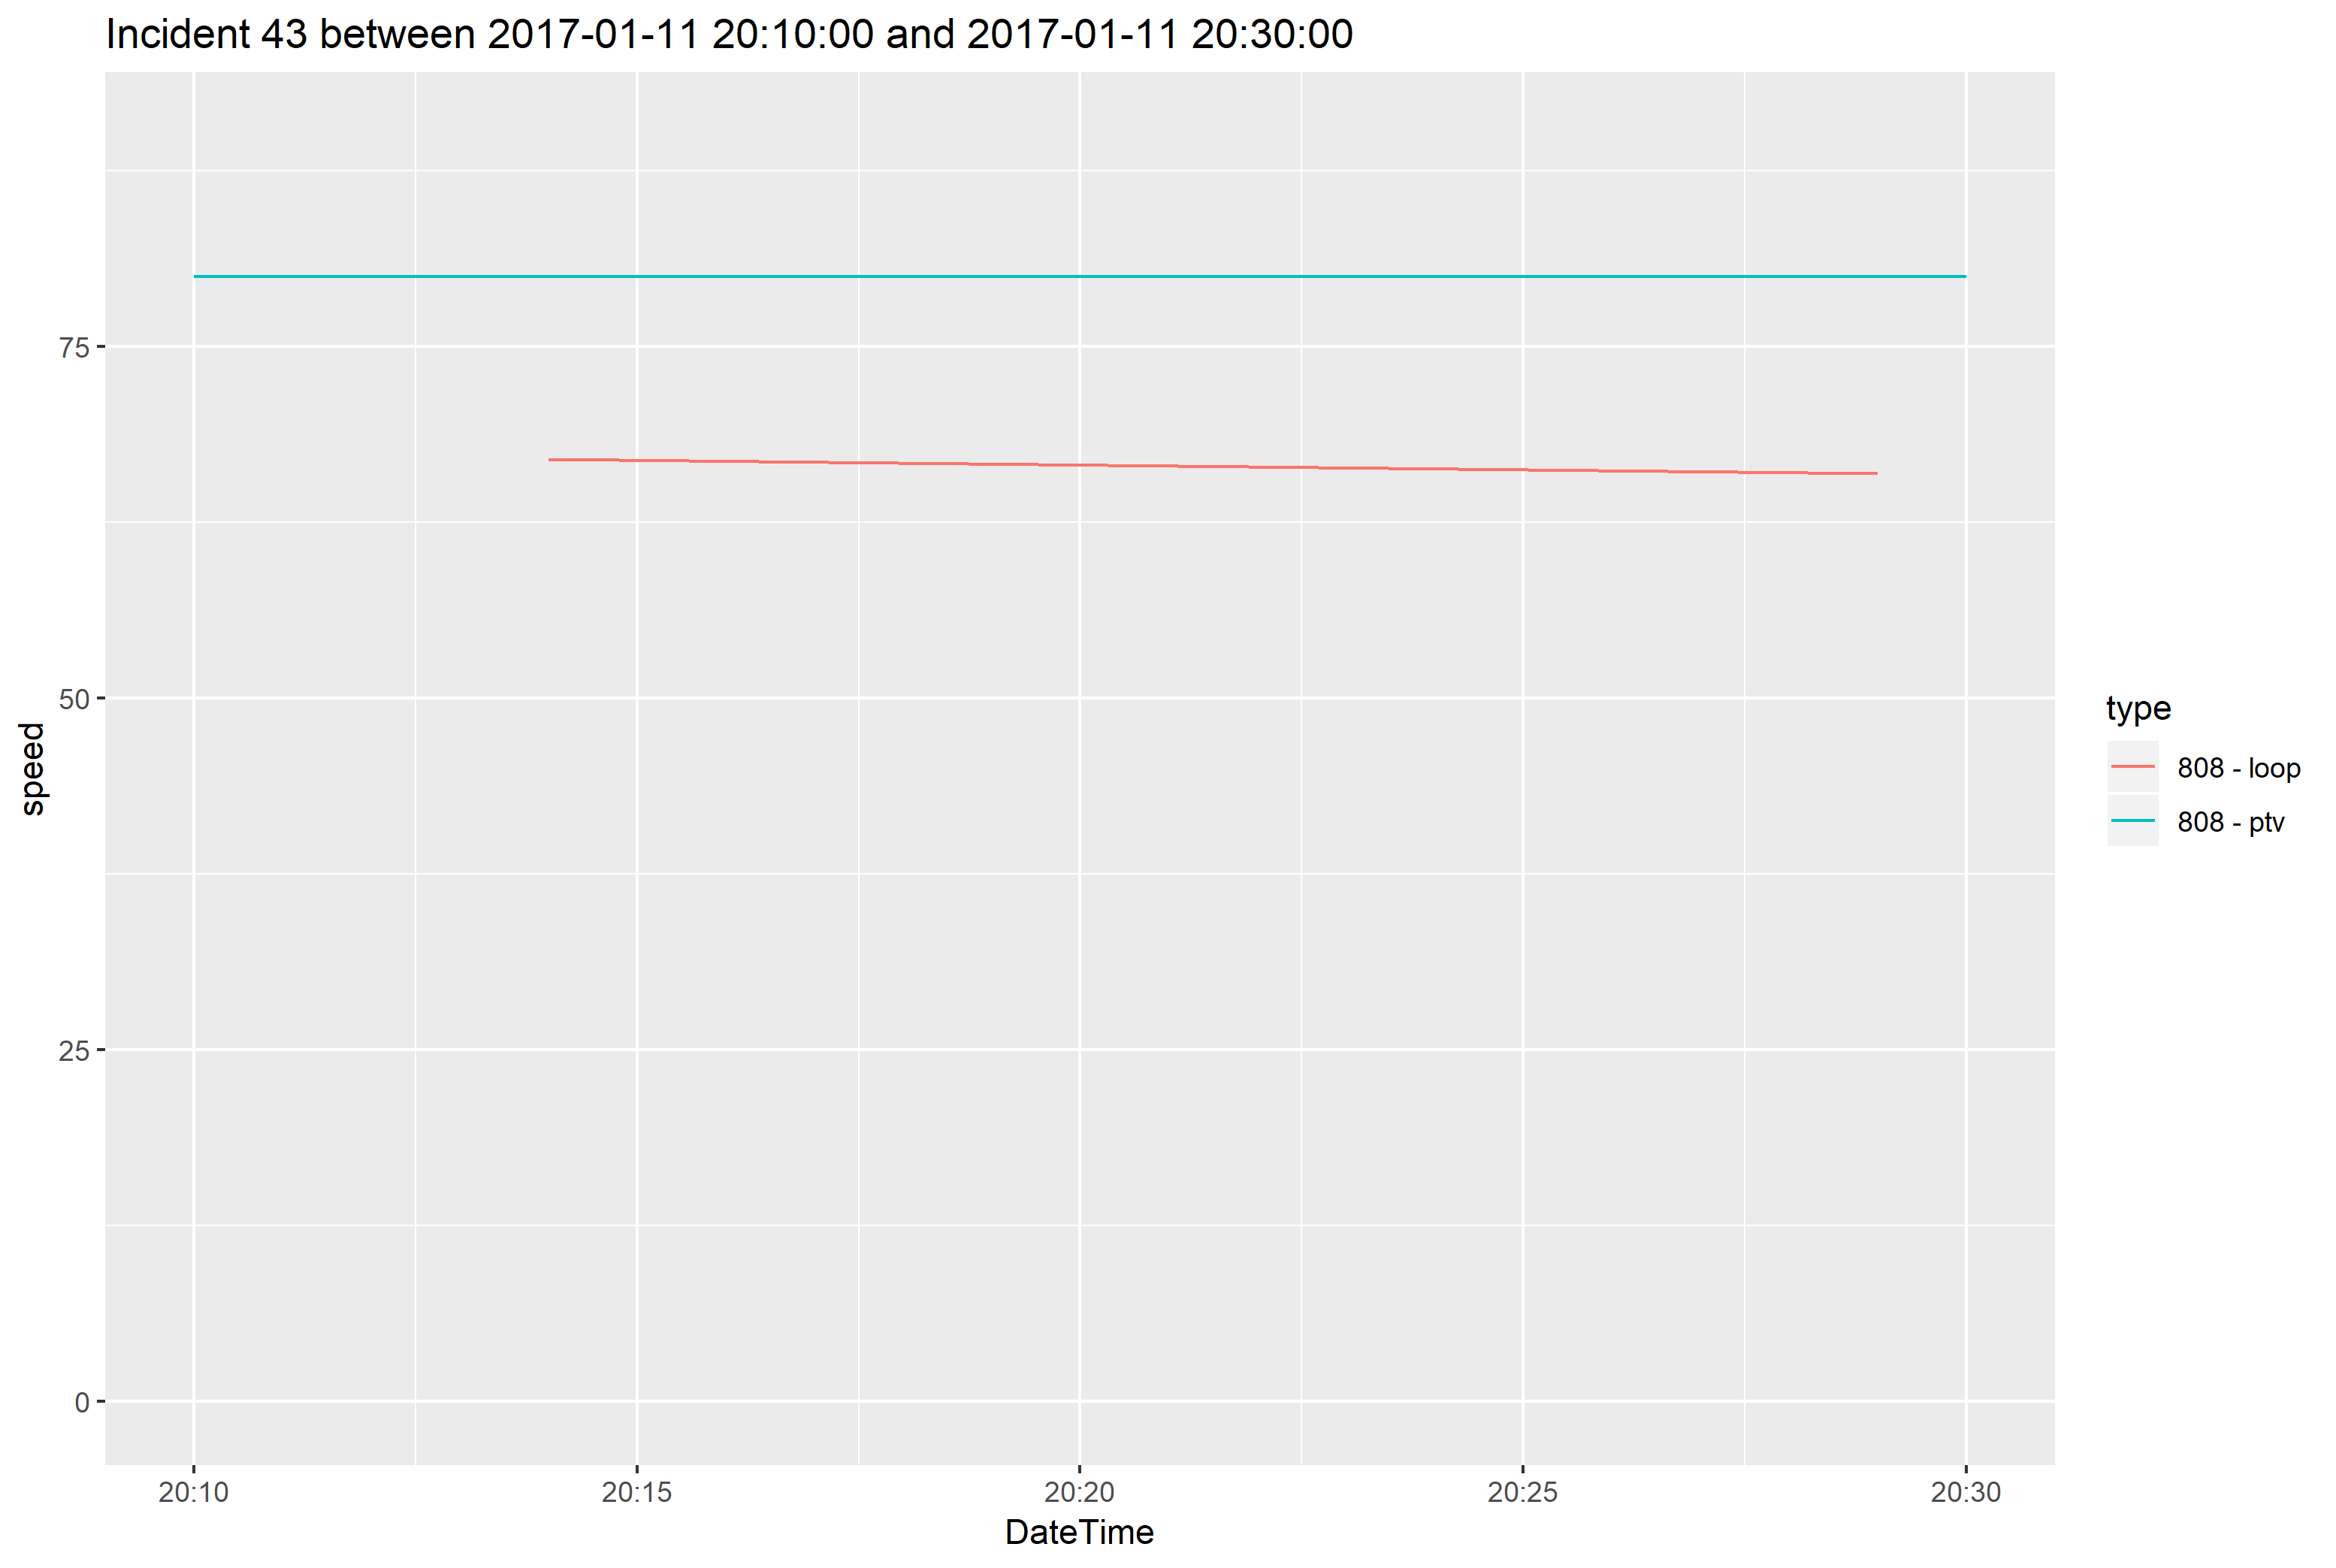 Incident 43 between 2017-01-11 20:10:00 and 2017-01-11 20:30:00
75
50
25
0
speed
20:10
20:15
20:20
20:25
20:30
DateTime
type
808 - loop
808 - ptv